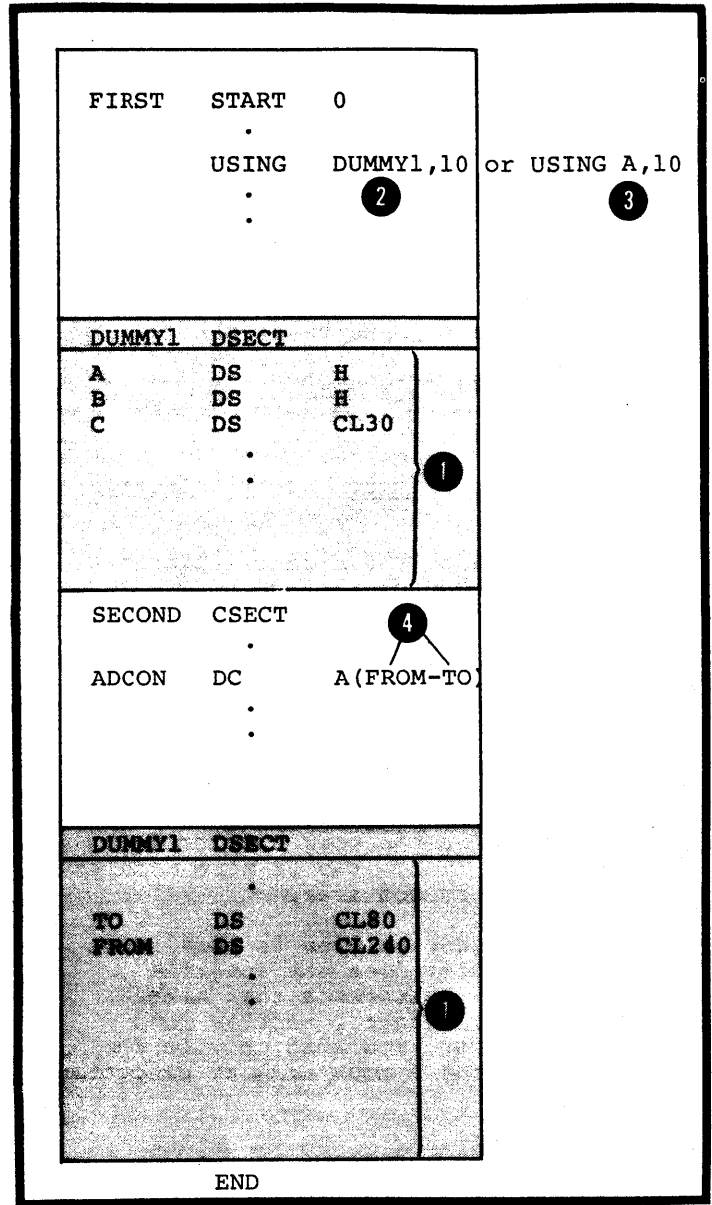 FIRST START 0
.
USING DUMMY1,10 or USING A,10
. 2 3
.
DUMMY1 DSECT
A DS H
B DS H
C DS CL30
.
. 1
SECOND CSECT 4
.
ADCON DC A(FROM-TO)
.
.
DUMMY1 DSECT
.
TO DS CL80
FROM DS CL240
.
. 1
END